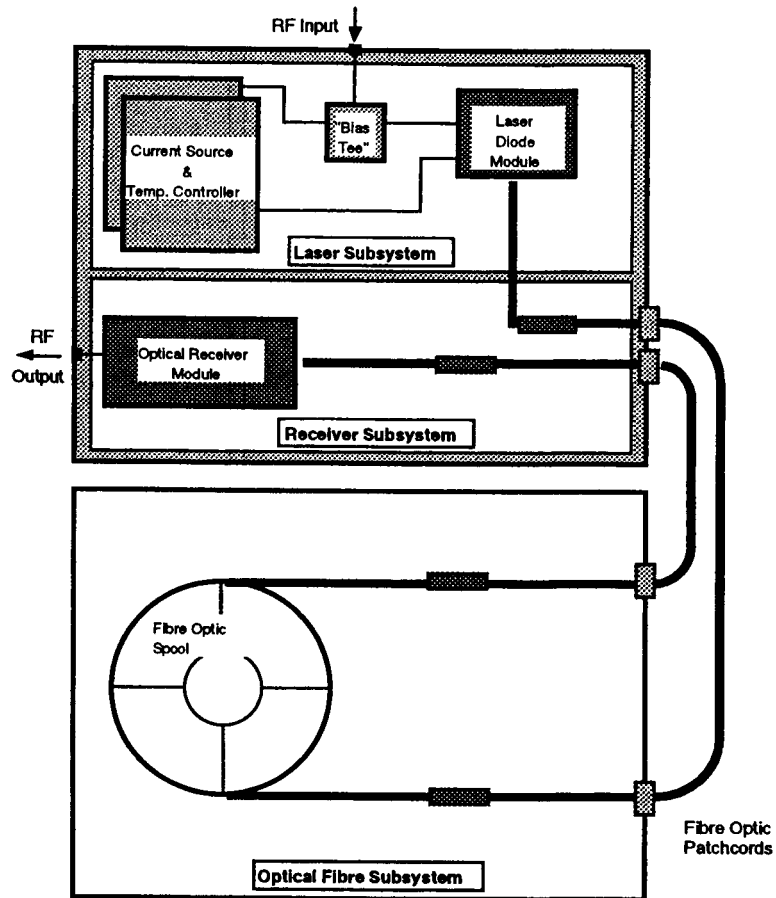 RF Input
Current Source
&
Temp. Controller
"Bias
Tee"
Laser
Diode
Module
Laser Subsystem
RF
Output
Optical Receiver
Module
Receiver Subsystem
Fibre Optic
Spool
Fibre Optic
Patchcords
Optical Fibre Subsystem